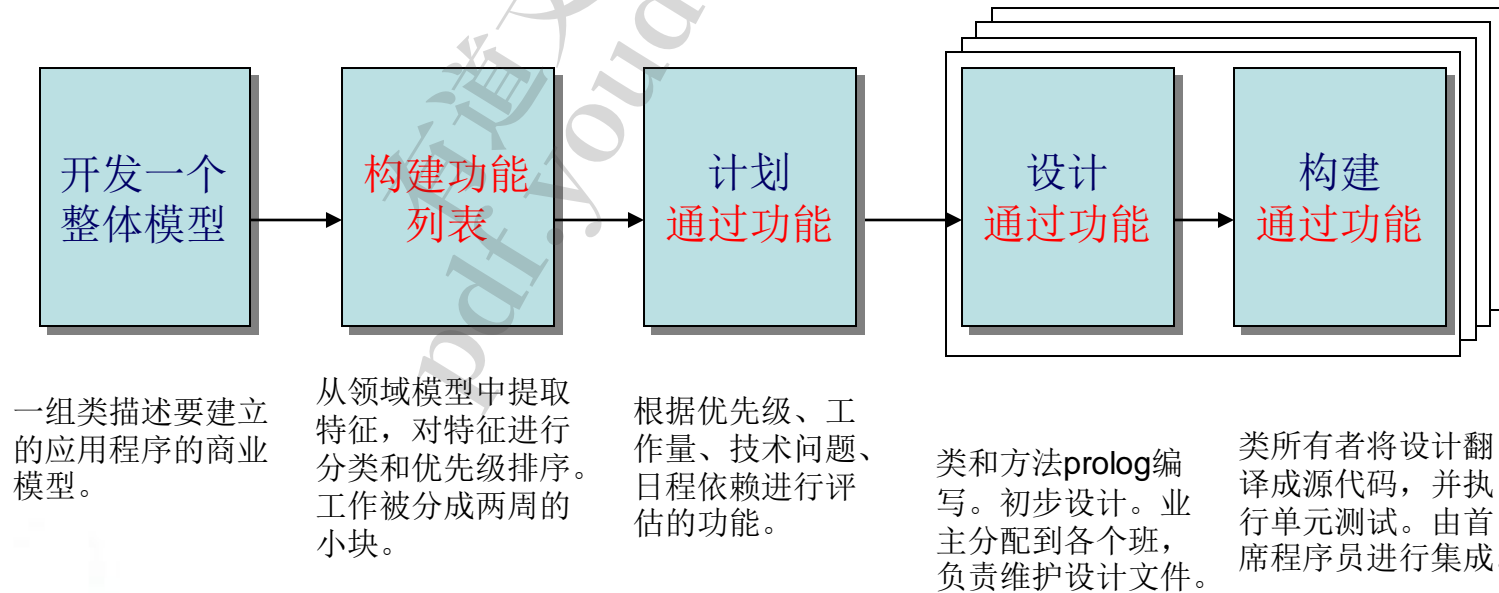 开发一个
整体模型
构建功能
列表
计划
通过功能
设计
通过功能
构建
通过功能
一组类描述要建立
的应用程序的商业
模型。
从领域模型中提取
特征，对特征进行
分类和优先级排序。
工作被分成两周的
小块。
根据优先级、工
作量、技术问题、
日程依赖进行评
估的功能。
类和方法prolog编
写。初步设计。业
主分配到各个班，
负责维护设计文件。
类所有者将设计翻
译成源代码，并执
行单元测试。由首
席程序员进行集成
有道文
pdf.youd